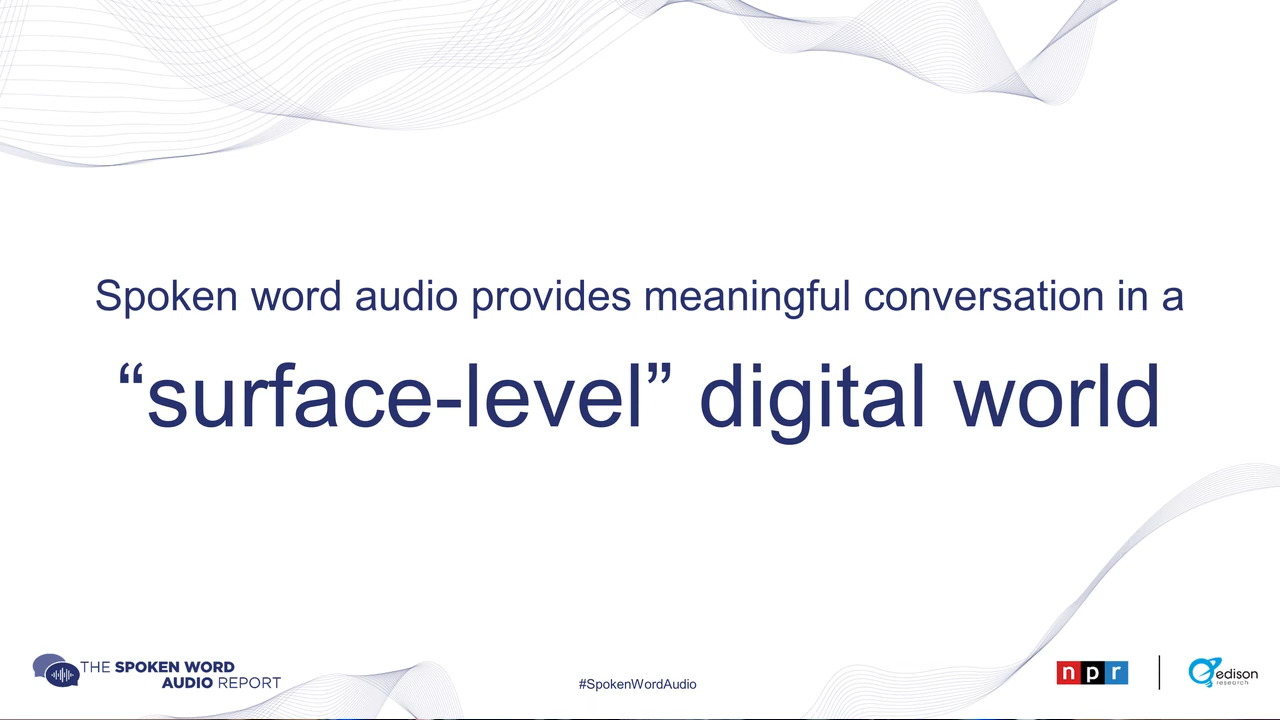 Spoken word audio provides meaningful conversation in a
“surface-level” digital world
THE SPOKEN WORD
AUDIO REPORT
#SpokenWordAudio
npr
edison
research